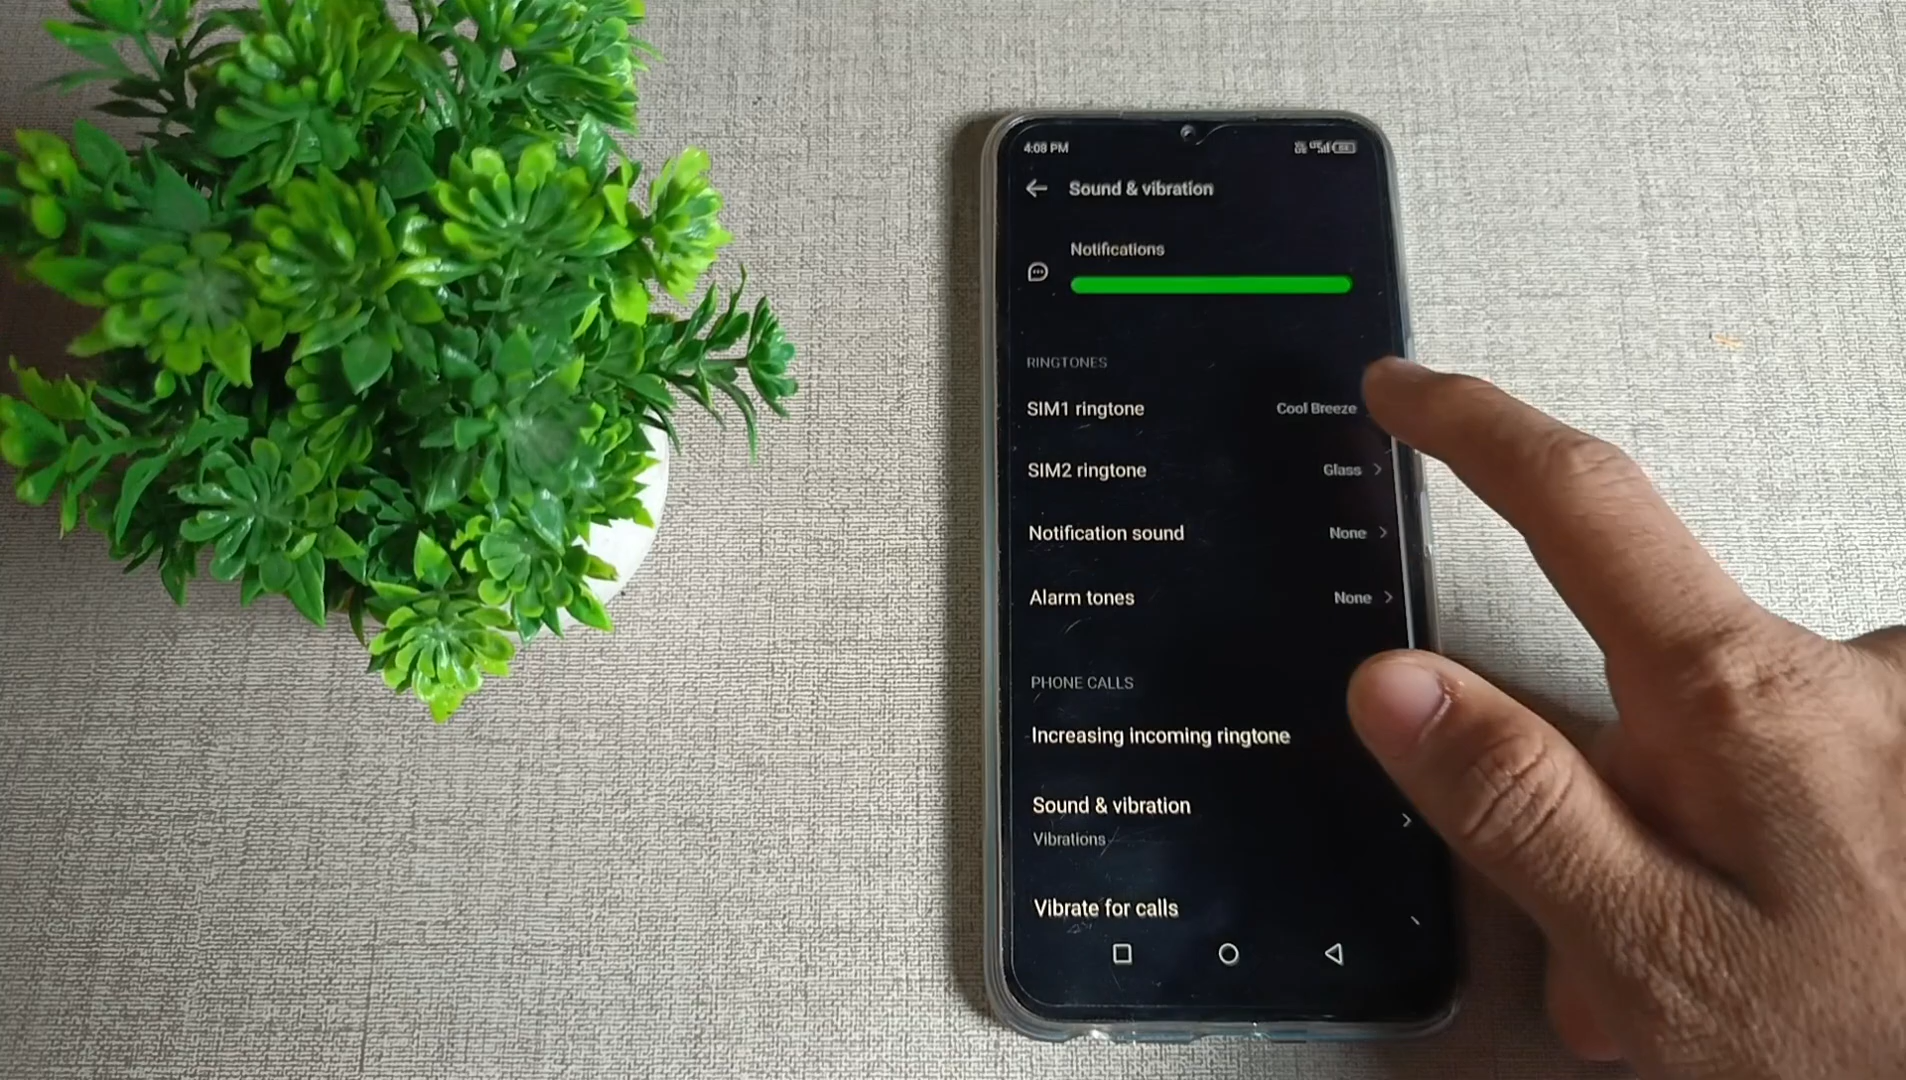 4:08 PM
Sound & vibration
Notifications
RINGTONES
SIM1 ringtone Cool Breeze
SIM2 ringtone Glass
Notification sound None
Alarm tones None
PHONE CALLS
Increasing incoming ringtone
Sound & vibration
Vibrations
Vibrate for calls